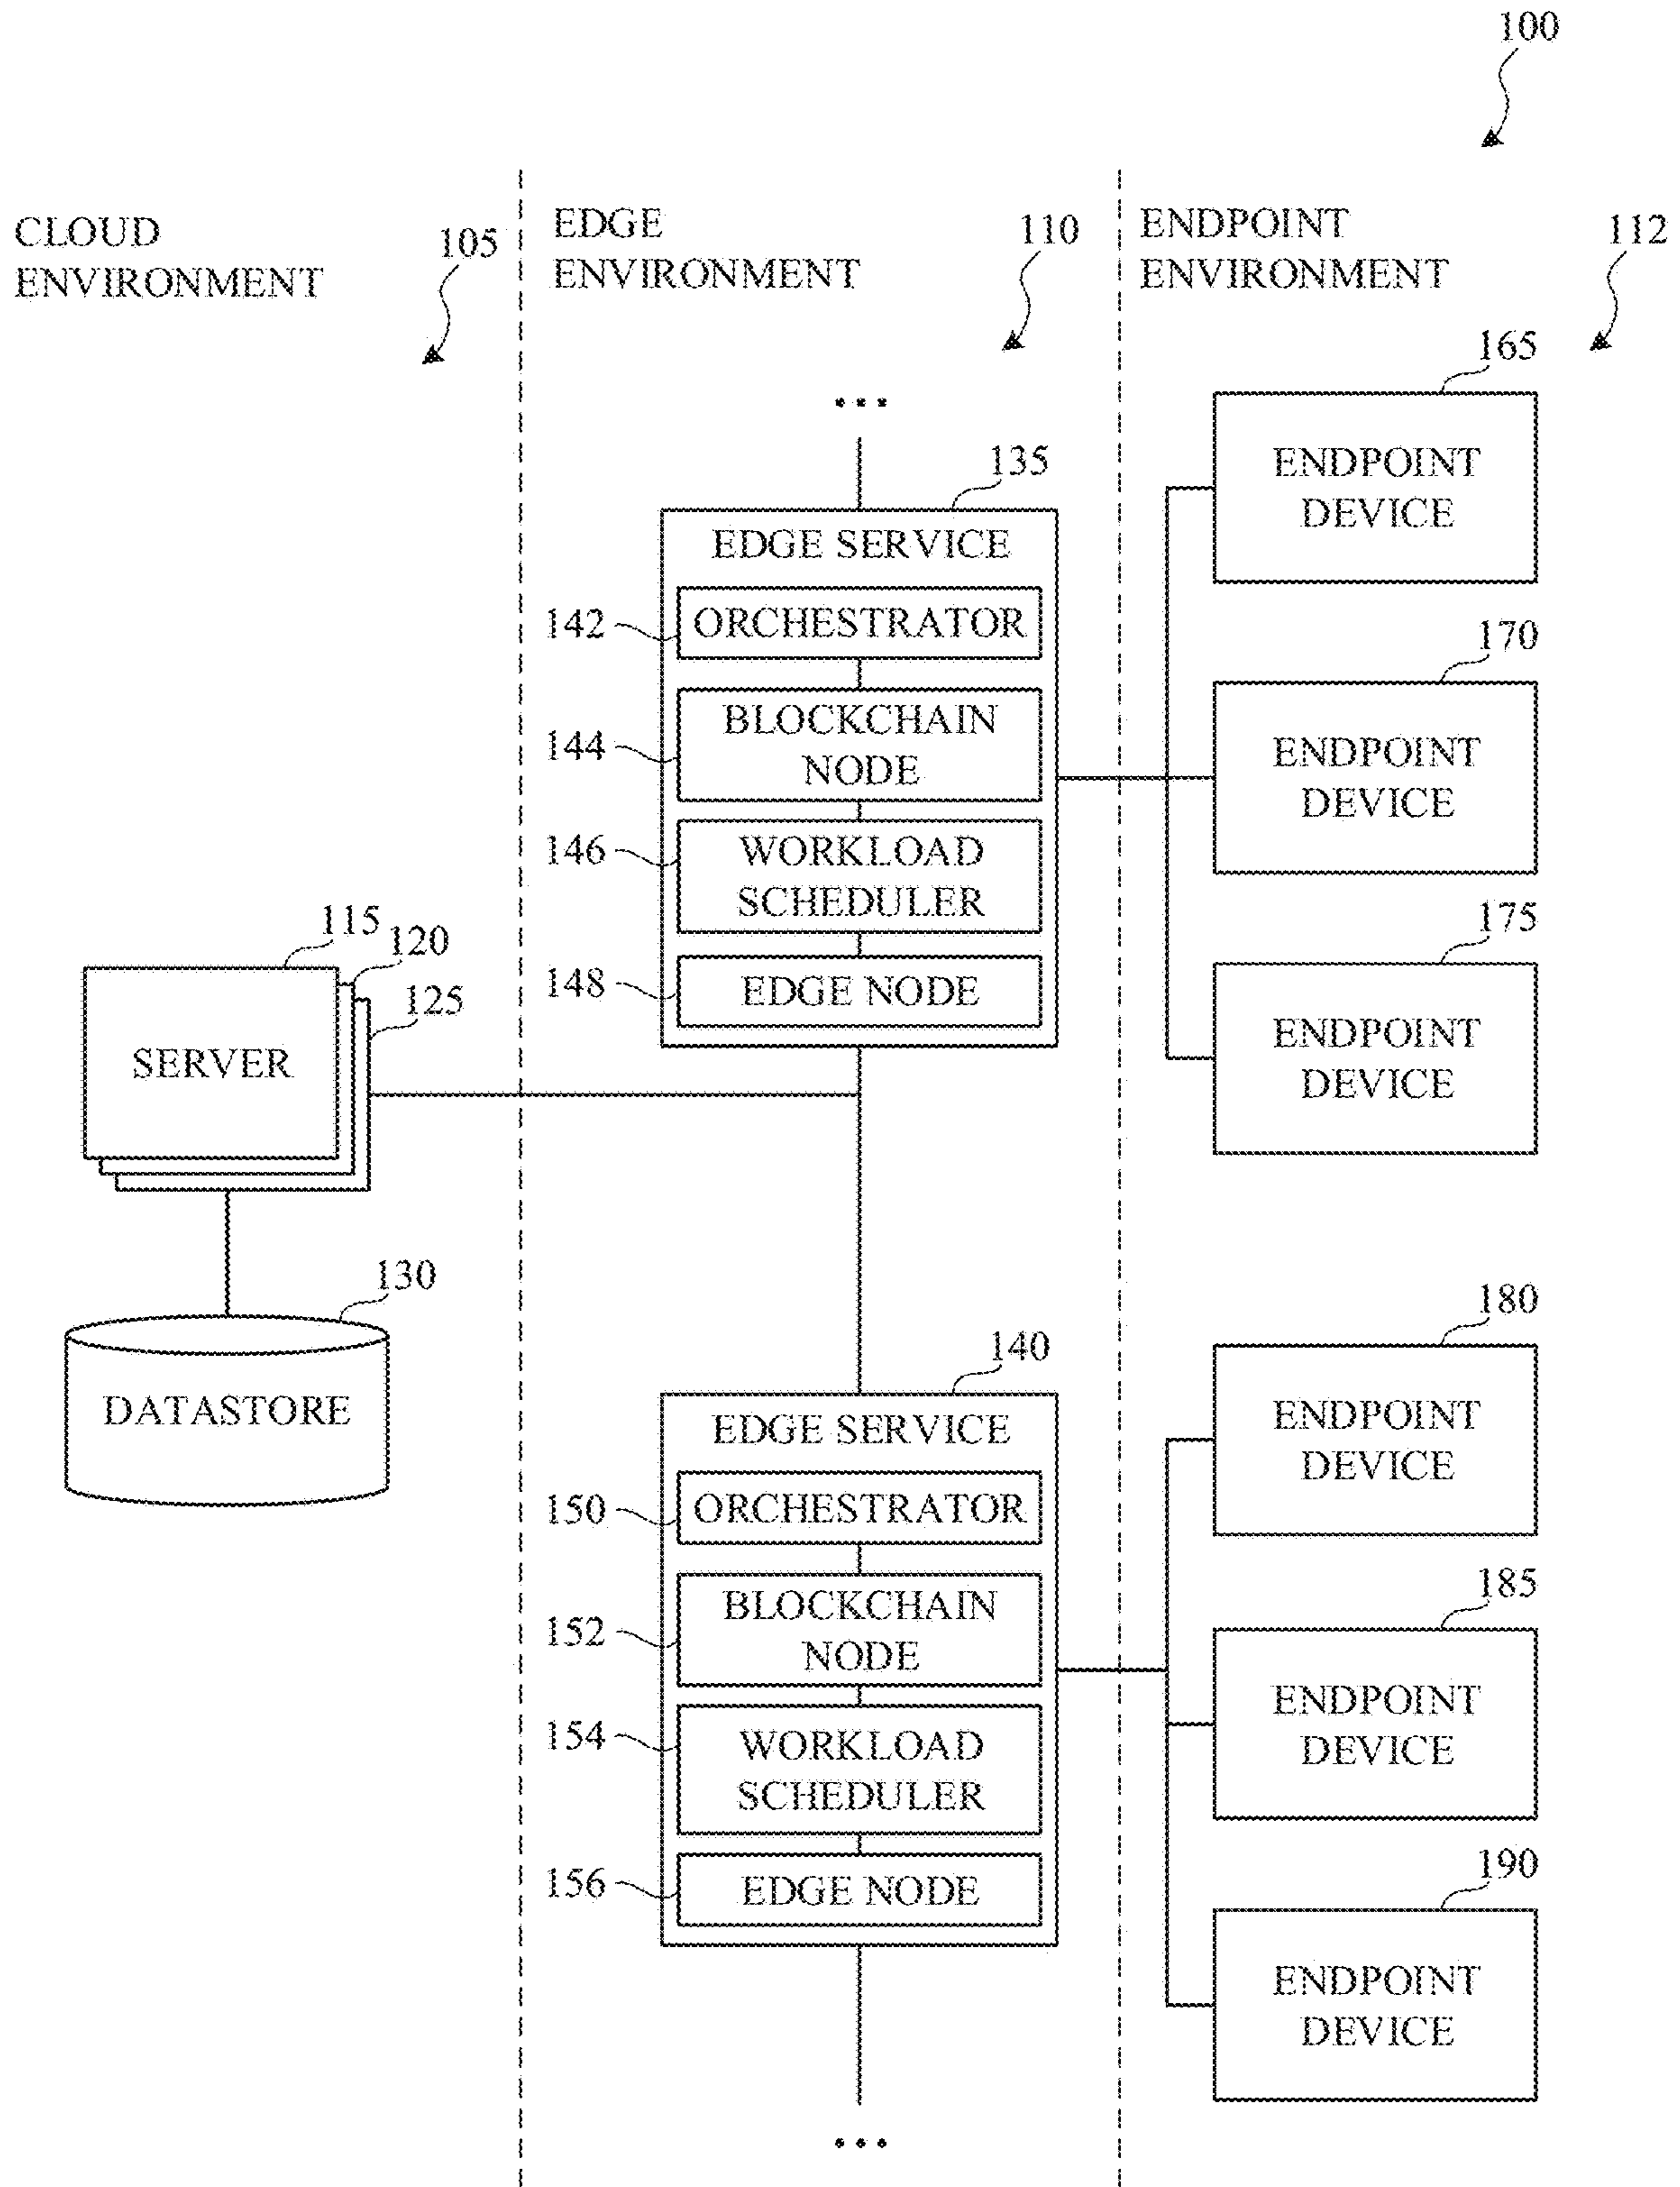 100
CLOUD
ENVIRONMENT
105
EDGE
ENVIRONMENT
110
ENDPOINT
ENVIRONMENT
112
...
135
EDGE SERVICE
142
ORCHESTRATOR
144
BLOCKCHAIN
NODE
146
WORKLOAD
SCHEDULER
148
EDGE NODE
165
ENDPOINT
DEVICE
170
ENDPOINT
DEVICE
175
ENDPOINT
DEVICE
115
120
125
SERVER
130
DATASTORE
140
EDGE SERVICE
150
ORCHESTRATOR
152
BLOCKCHAIN
NODE
154
WORKLOAD
SCHEDULER
156
EDGE NODE
180
ENDPOINT
DEVICE
185
ENDPOINT
DEVICE
190
ENDPOINT
DEVICE
...